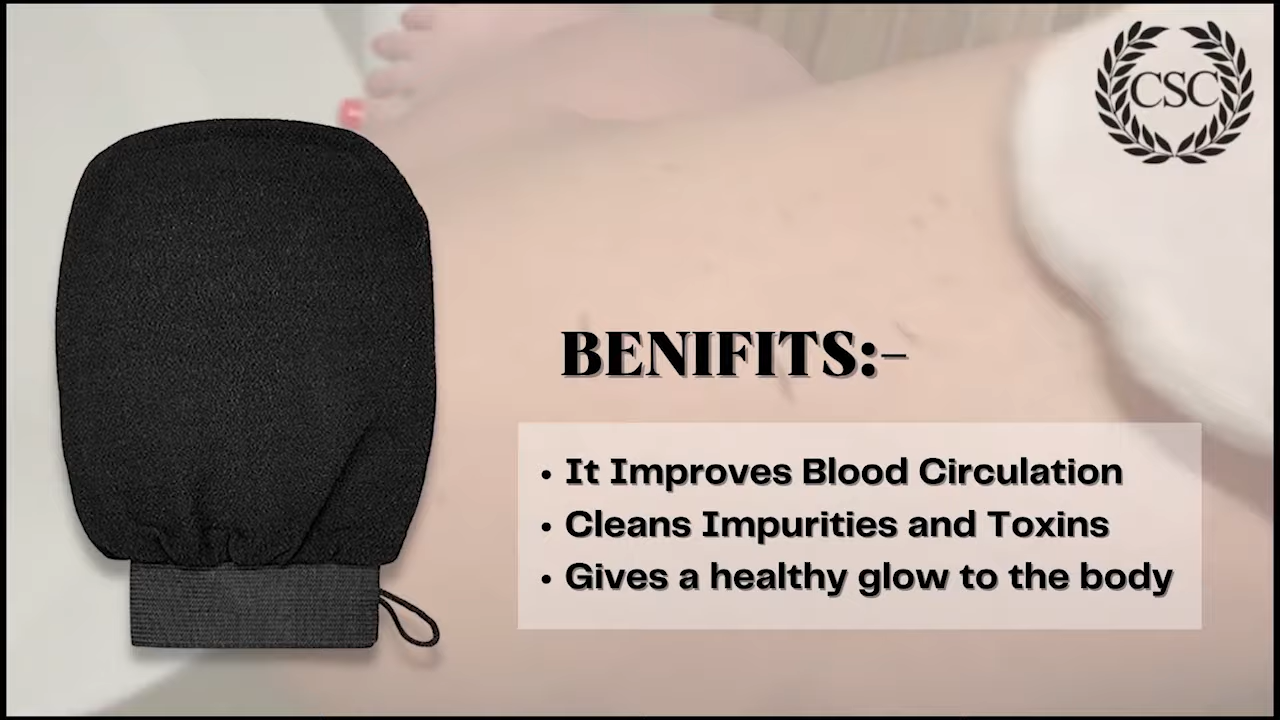 CSC
BENIFITS:-
• It Improves Blood Circulation
• Cleans Impurities and Toxins
• Gives a healthy glow to the body